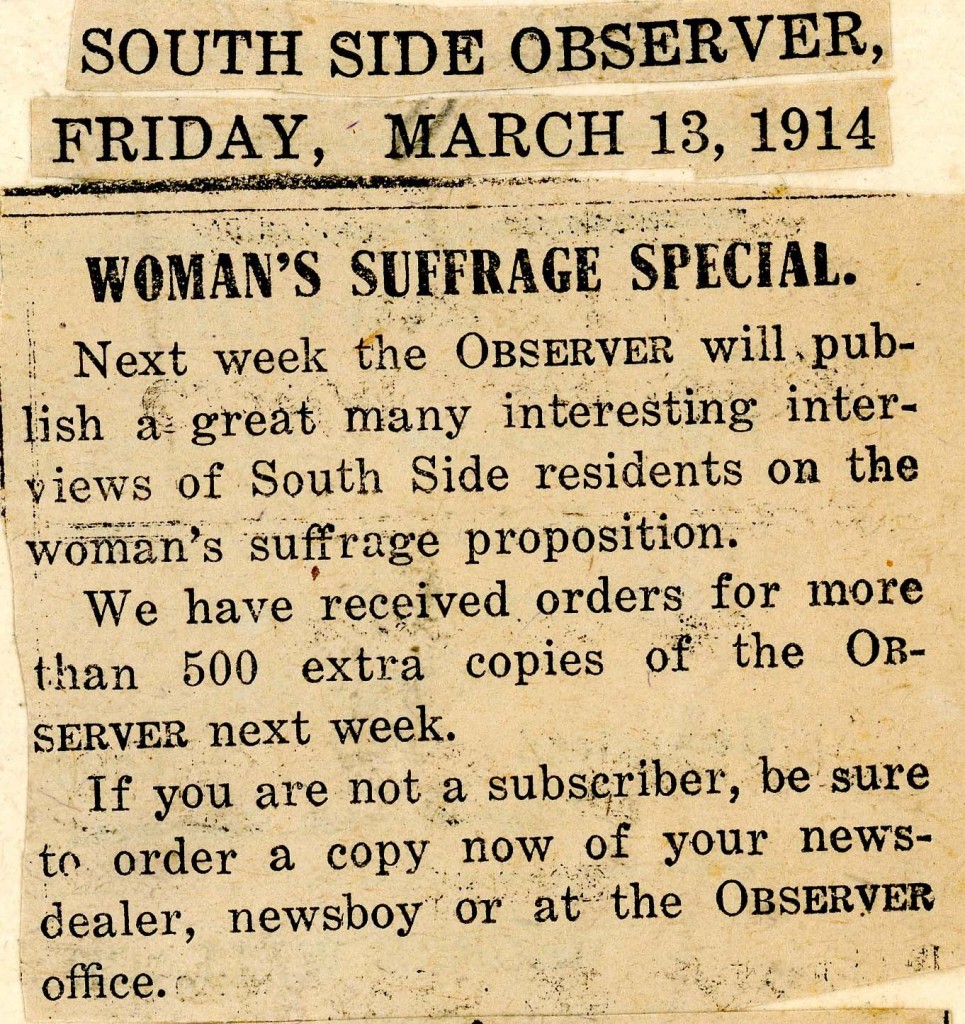 SOUTH SIDE OBSERVER,
FRIDAY, MARCH 13, 1914
WOMAN'S SUFFRAGE SPECIAL.
Next week the OBSERVER will pub-
lish a great many interesting inter-
views of South Side residents on the
woman's suffrage proposition.
We have received orders for more
than 500 extra copies of the OB-
SERVER next week.
If you are not a subscriber, be sure
to order a copy now of your news-
dealer, newsboy or at the OBSERVER
office.